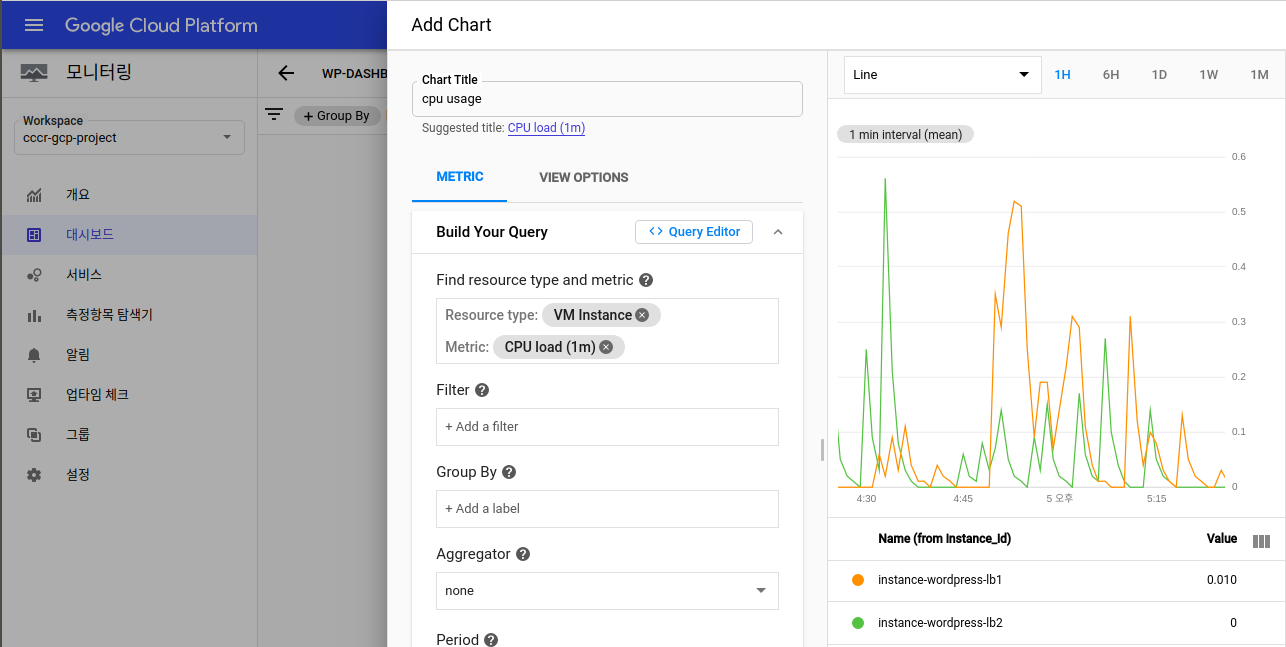 Google Cloud Platform
Add Chart
모니터링
WP-DASHB
Workspace
cccr-gcp-project
+ Group By
개요
대시보드
서비스
측정항목 탐색기
알림
업타임 체크
그룹
설정
Chart Title
cpu usage
Suggested title: CPU load (1m)
METRIC VIEW OPTIONS
Build Your Query
<> Query Editor
Find resource type and metric ?
Resource type: VM Instance
Metric: CPU load (1m)
Filter ?
+ Add a filter
Group By ?
+ Add a label
Aggregator ?
none
Period ?
Line
1H 6H 1D 1W 1M
1 min interval (mean)
0.6
0.5
0.4
0.3
0.2
0.1
0
4:30 4:45 5 오후 5:15
Name (from Instance_Id) Value
instance-wordpress-lb1 0.010
instance-wordpress-lb2 0